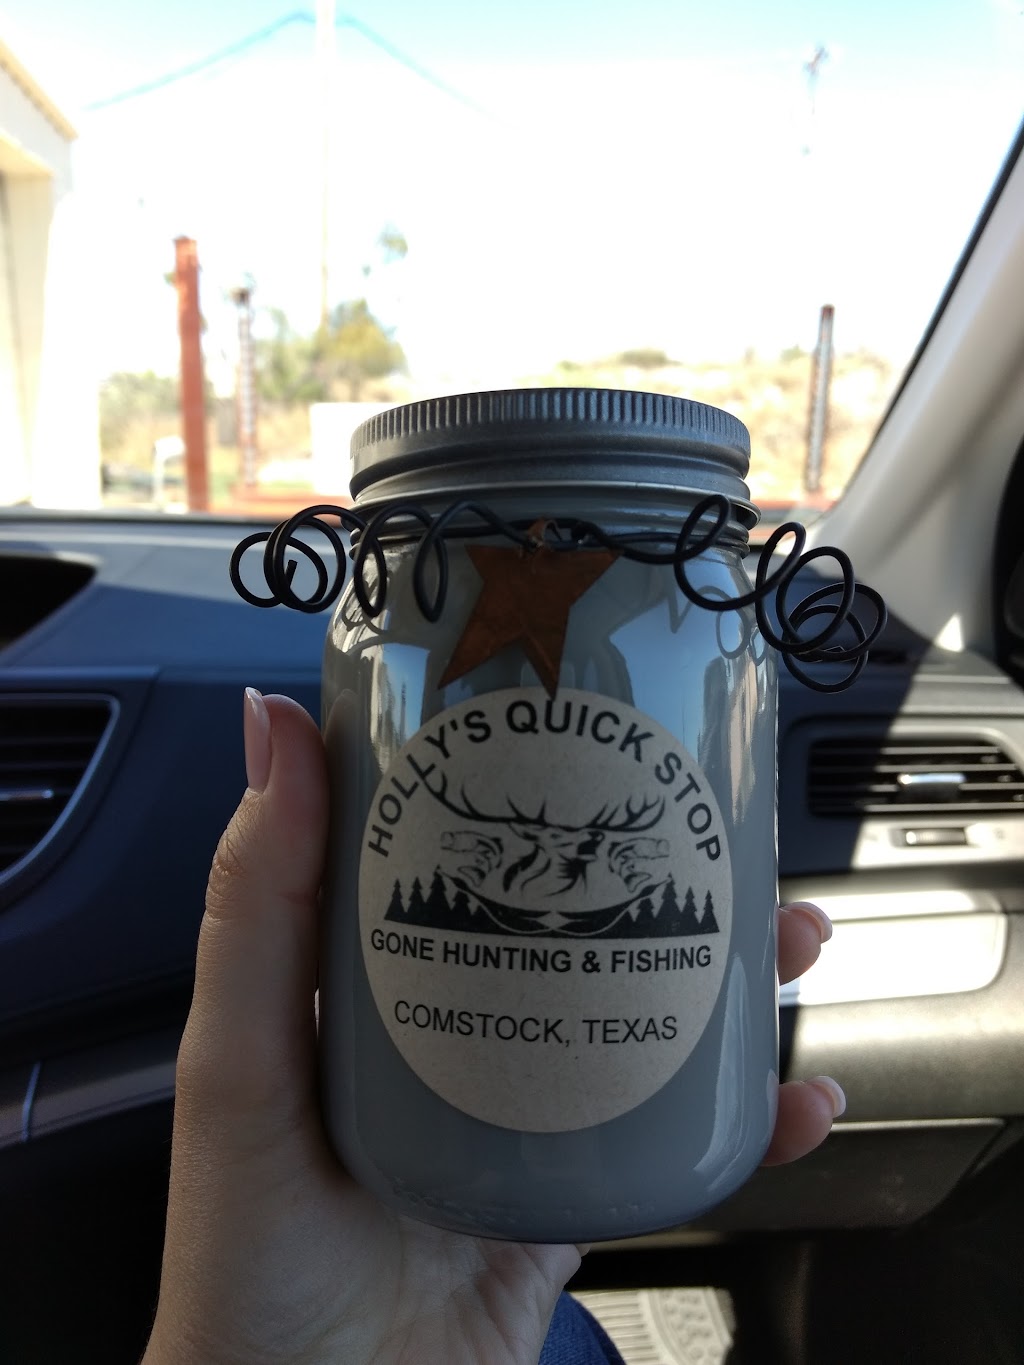 HOLLY'S QUICK STOP
GONE HUNTING & FISHING
COMSTOCK, TEXAS